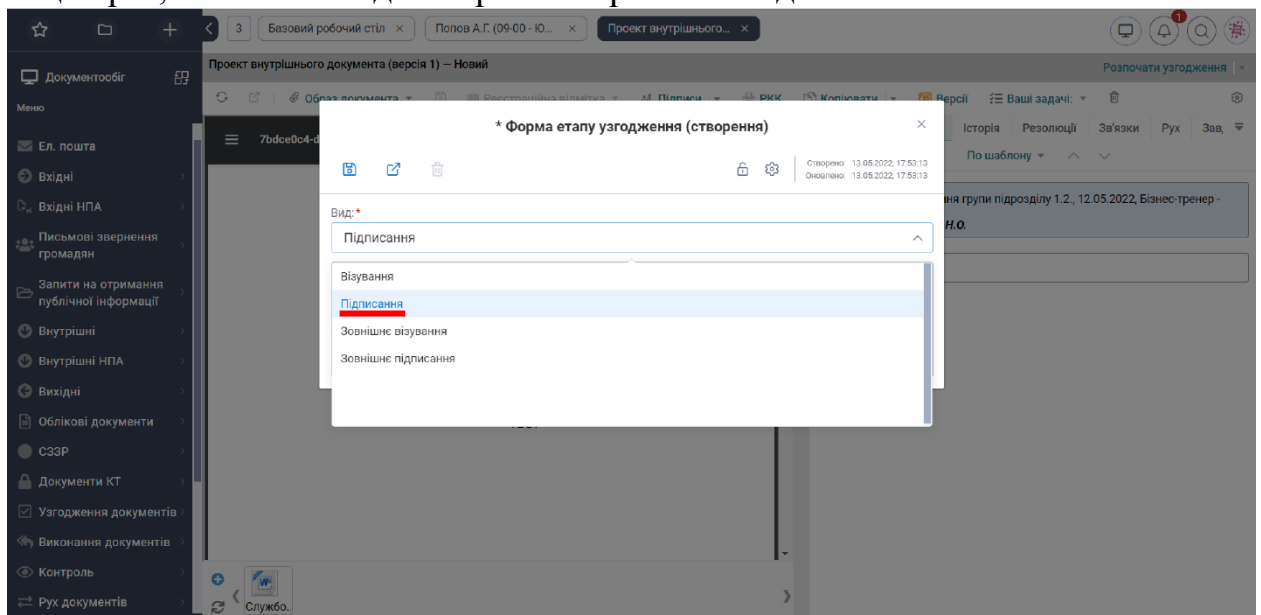 3
Базовий робочий стіл ×
Попов А.Г. (09-00 - Ю... ×
Проект внутрішнього... ×
1
Документообіг
Меню
Ел. пошта
Вхідні
Вхідні НПА
Письмові звернення
громадян
Запити на отримання
публічної інформації
Внутрішні
Внутрішні НПА
Вихідні
Облікові документи
СЗЗР
Документи КТ
Узгодження документів
Виконання документів
Контроль
Рух документів
Проект внутрішнього документа (версія 1) – Новий
Розпочати узгодження
Образ документа
Реєстраційна відмітка
Підписи
РКК
Копіювати
Версії
Ваші задачі:
7bdce0c4-d
Історія Резолюції Зв'язки Рух Зав,
По шаблону
ня групи підрозділу 1.2., 12.05.2022, Бізнес-тренер -
Н.О.
* Форма етапу узгодження (створення) ×
Створено: 13.05.2022, 17:53:13
Оновлено: 13.05.2022, 17:53:13
Вид:*
Підписання
Візування
Підписання
Зовнішнє візування
Зовнішнє підписання
Службо..